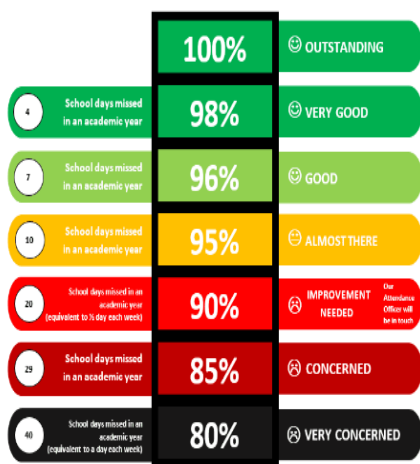 100%
OUTSTANDING
4
School days missed
in an academic year
98%
VERY GOOD
7
School days missed
in an academic year
96%
GOOD
10
School days missed
in an academic year
95%
ALMOST THERE
20
School days missed in an
academic year
(equivalent to ½ day each week)
90%
IMPROVEMENT
NEEDED
Our
Attendance
Officer will
be in touch
29
School days missed
in an academic year
85%
CONCERNED
40
School days missed in an
academic year
(equivalent to a day each week)
80%
VERY CONCERNED